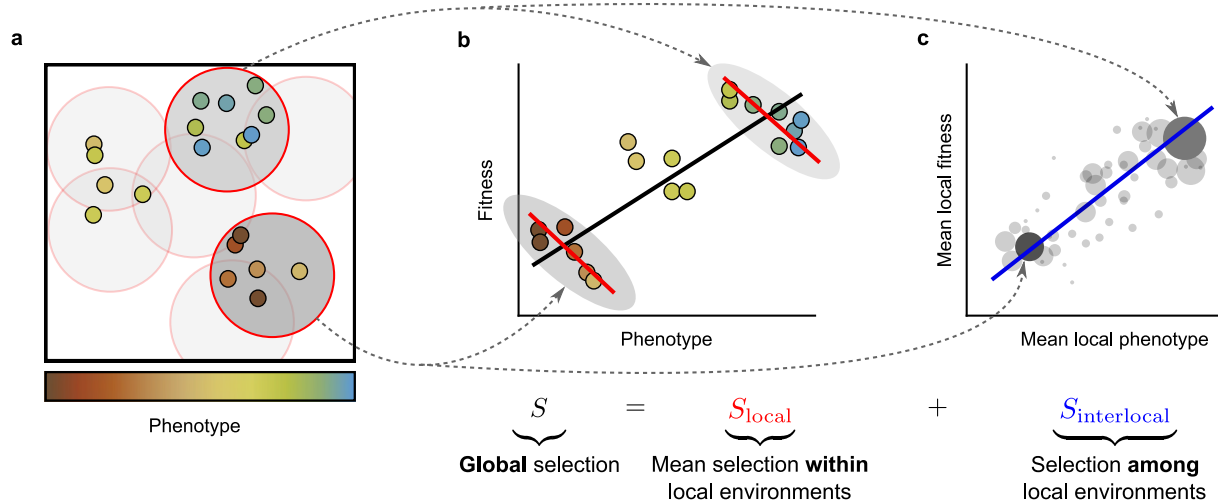 a
Phenotype
b
Fitness
Phenotype
c
Mean local fitness
Mean local phenotype
S = S_local + S_interlocal
Global selection
Mean selection within
local environments
Selection among
local environments